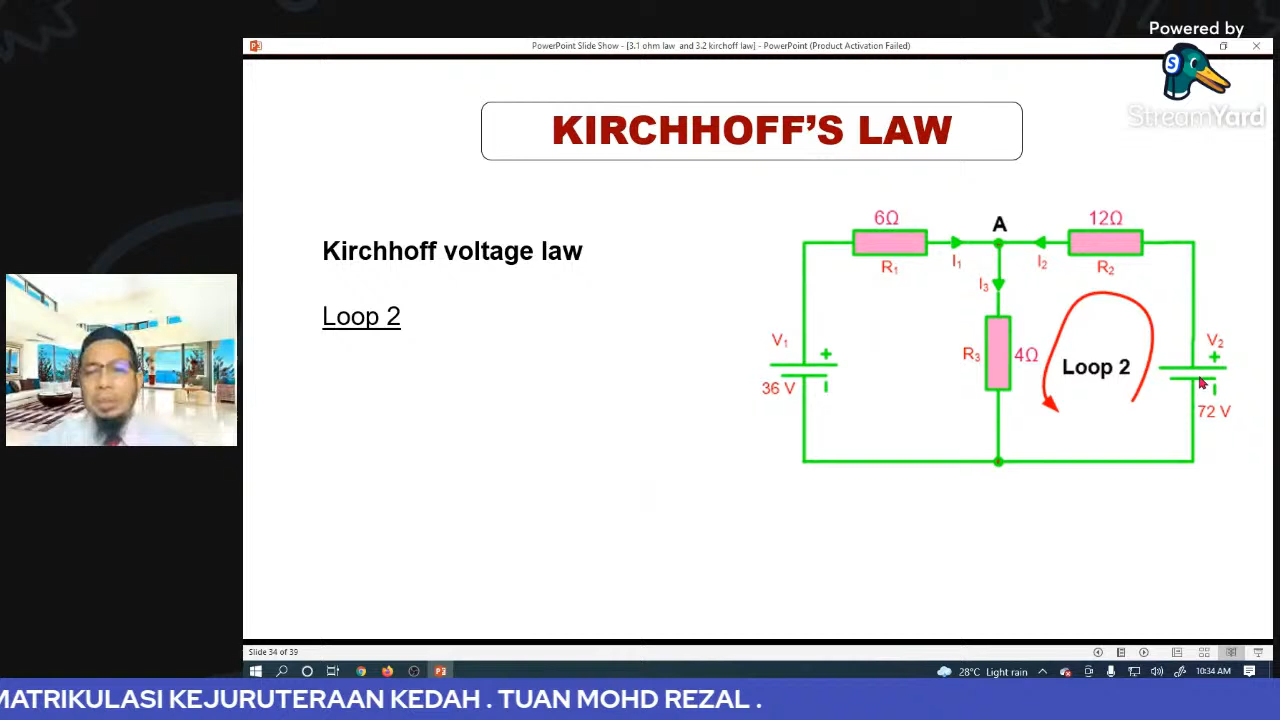 Powered by
StreamYard
PowerPoint Slide Show - [3.1 ohm law and 3.2 kirchoff law] - PowerPoint (Product Activation Failed)
KIRCHHOFF'S LAW
Kirchhoff voltage law
Loop 2
6Ω
A
12Ω
R1
I1
I2
R2
I3
V1
+
R3
4Ω
Loop 2
V2
+
36 V
72 V
Slide 34 of 39
28°C Light rain
10:34 AM
MATRIKULASI KEJURUTERAAN KEDAH . TUAN MOHD REZAL .